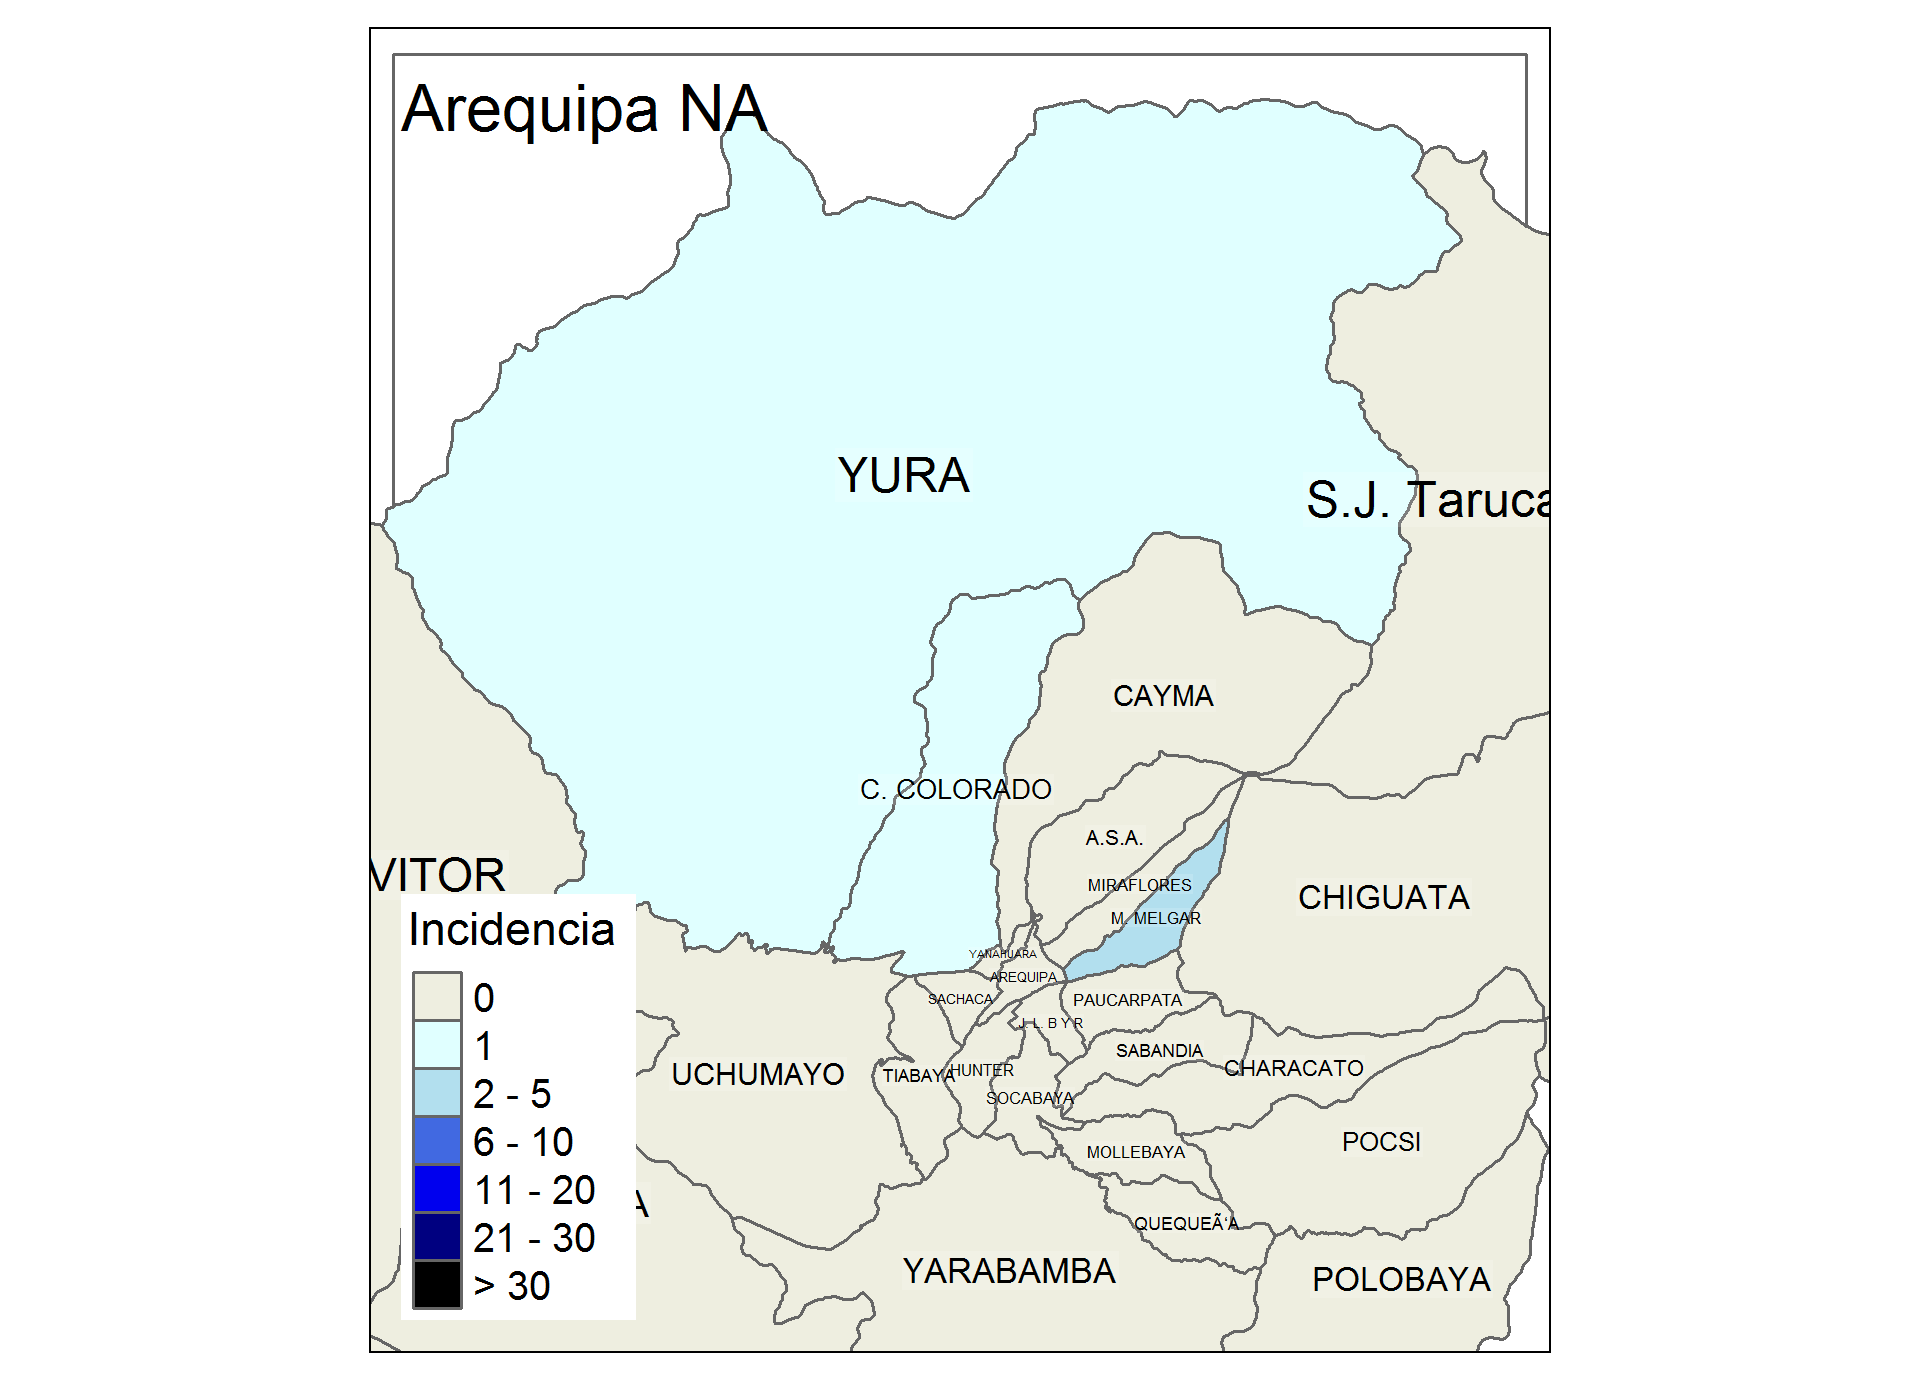 Arequipa NA
YURA
S.J. Taruca
CAYMA
C. COLORADO
A.S.A.
VITOR
MIRAFLORES
CHIGUATA
M. MELGAR
Incidencia
YANAHUARA
AREQUIPA
SACHACA
PAUCARPATA
J. L. B Y R
SABANDIA
CHARACATO
UCHUMAYO
TIABAYA
HUNTER
SOCABAYA
POCSI
MOLLEBAYA
A
QUEQUEÃ‘A
YARABAMBA
POLOBAYA
0
1
2 - 5
6 - 10
11 - 20
21 - 30
> 30